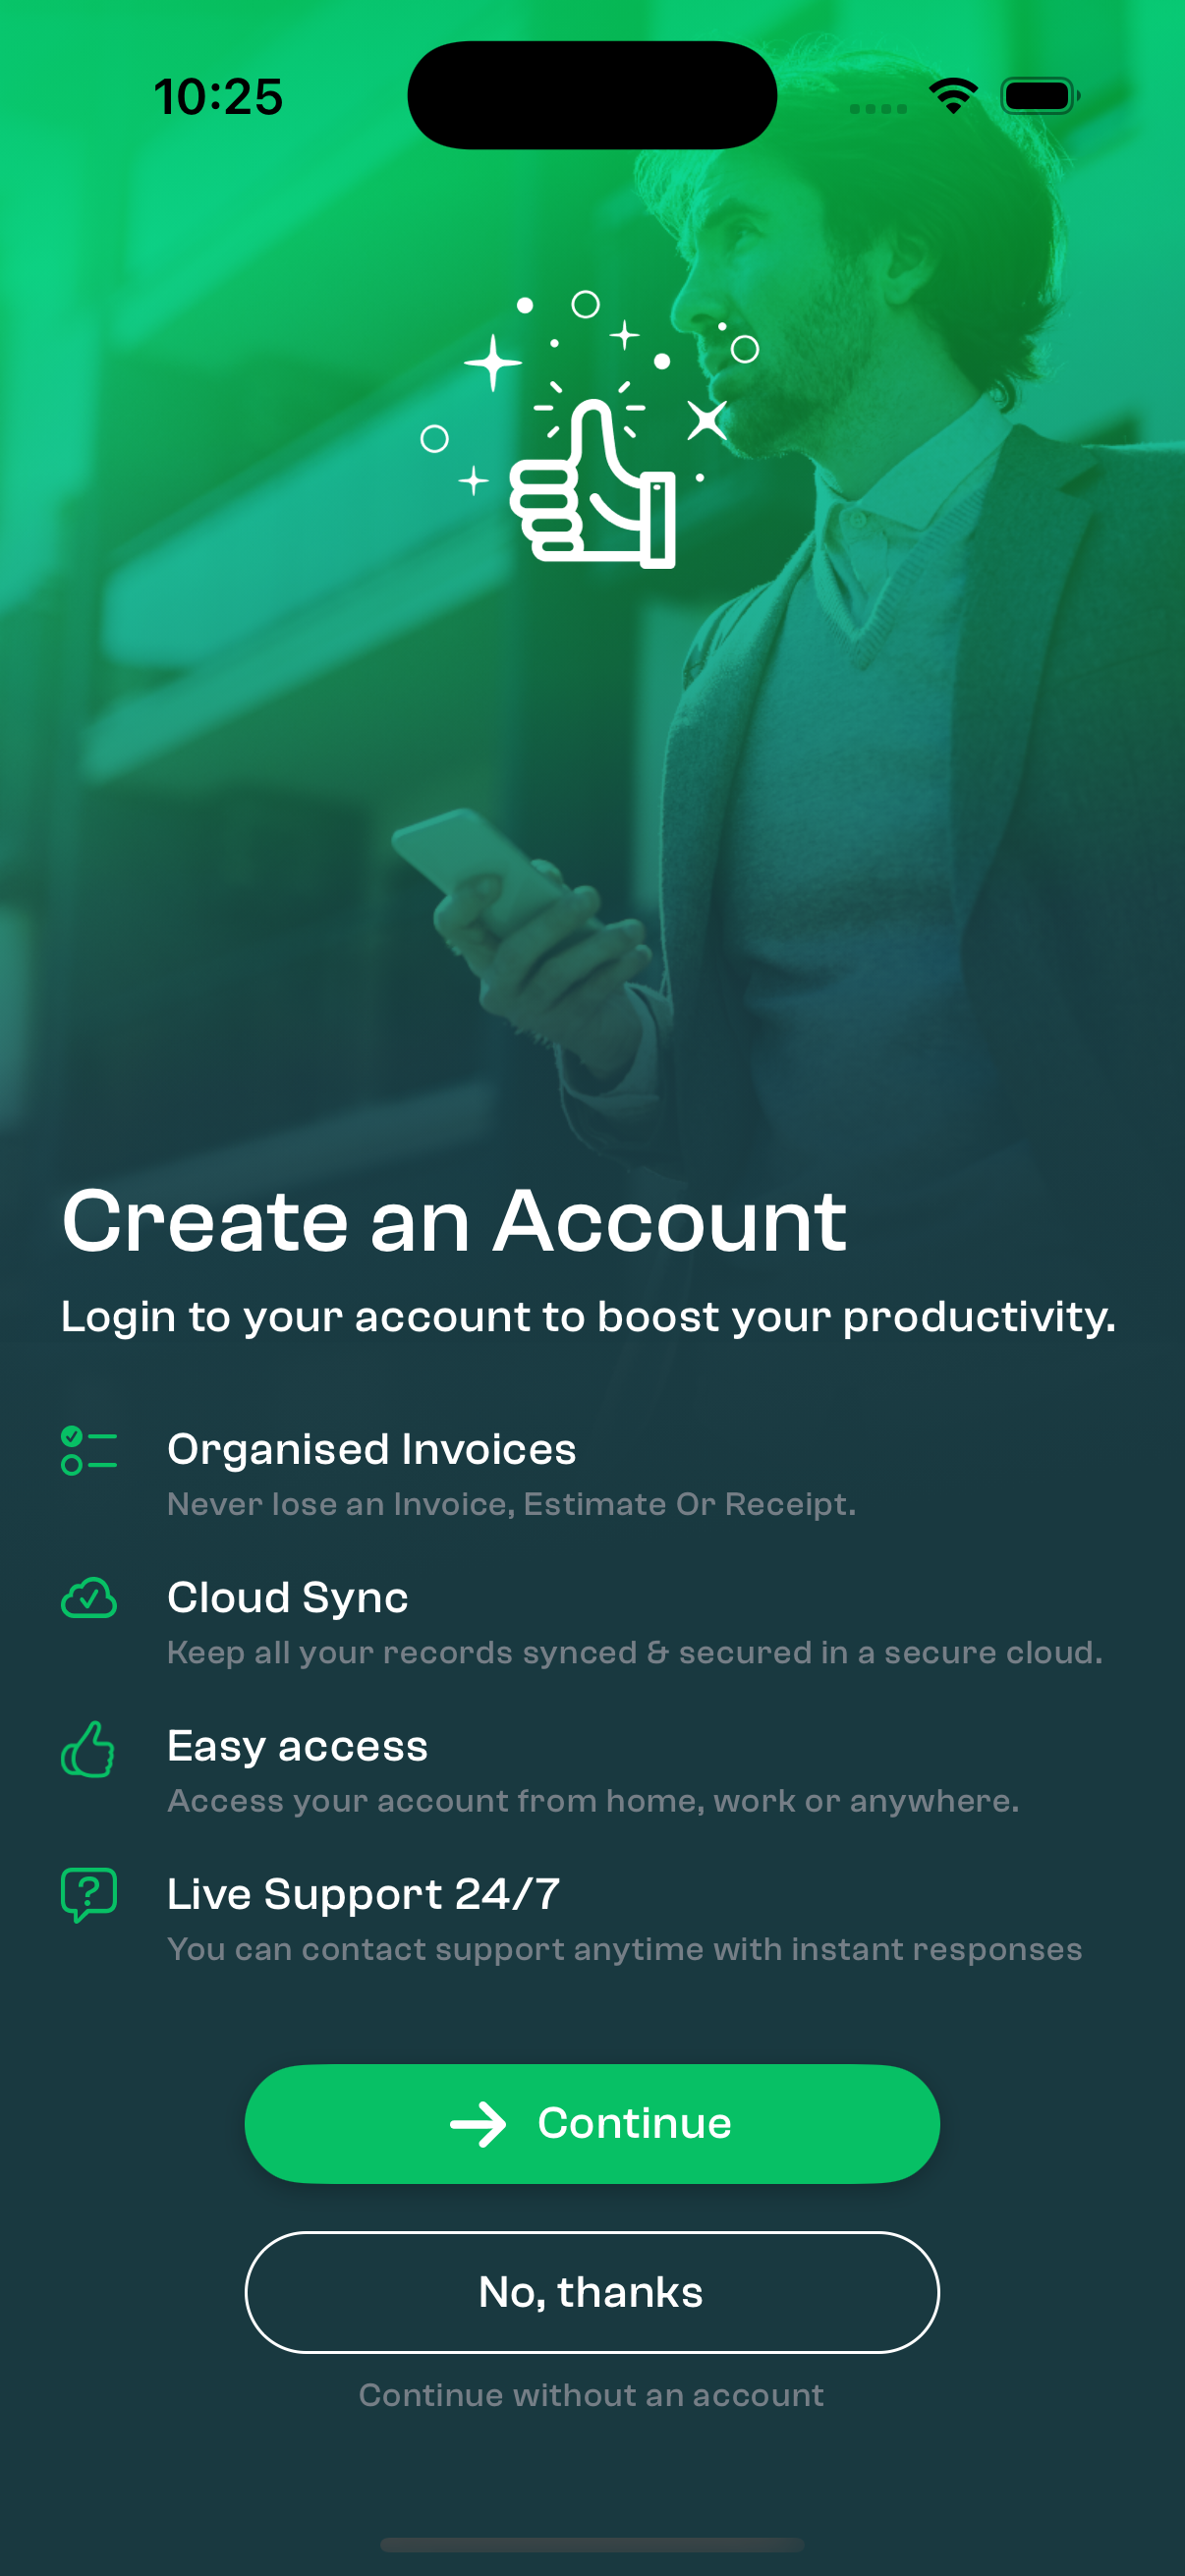 10:25
Create an Account
Login to your account to boost your productivity.
Organised Invoices
Never lose an Invoice, Estimate Or Receipt.
Cloud Sync
Keep all your records synced & secured in a secure cloud.
Easy access
Access your account from home, work or anywhere.
Live Support 24/7
You can contact support anytime with instant responses
Continue
No, thanks
Continue without an account